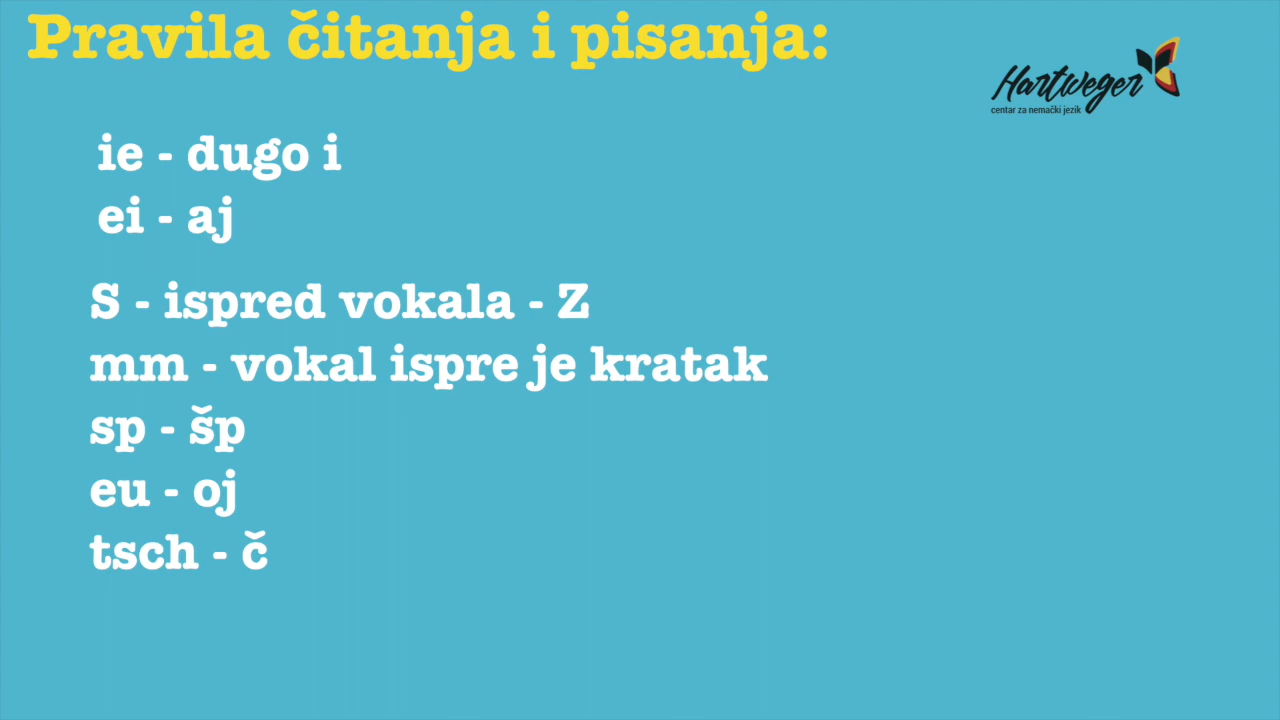 Pravila čitanja i pisanja:
Hartweger
centar za nemački jezik
ie - dugo i
ei - aj
S - ispred vokala - Z
mm - vokal ispre je kratak
sp - šp
eu - oj
tsch - č